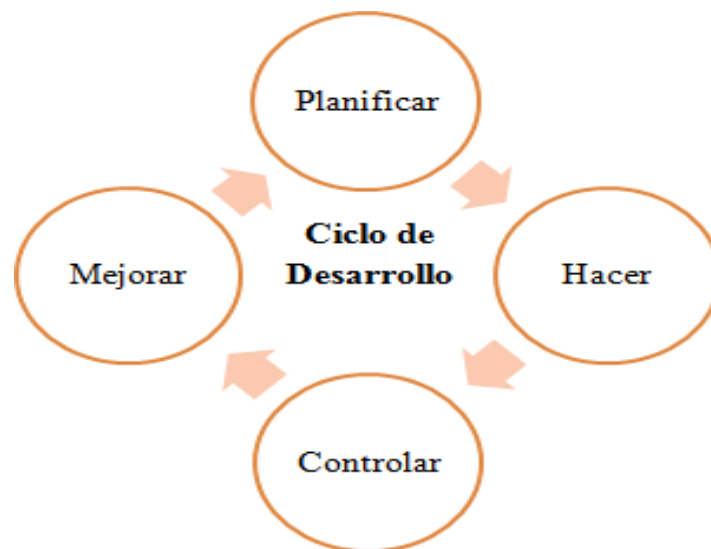 Planificar
Ciclo de
Desarrollo
Mejorar
Hacer
Controlar